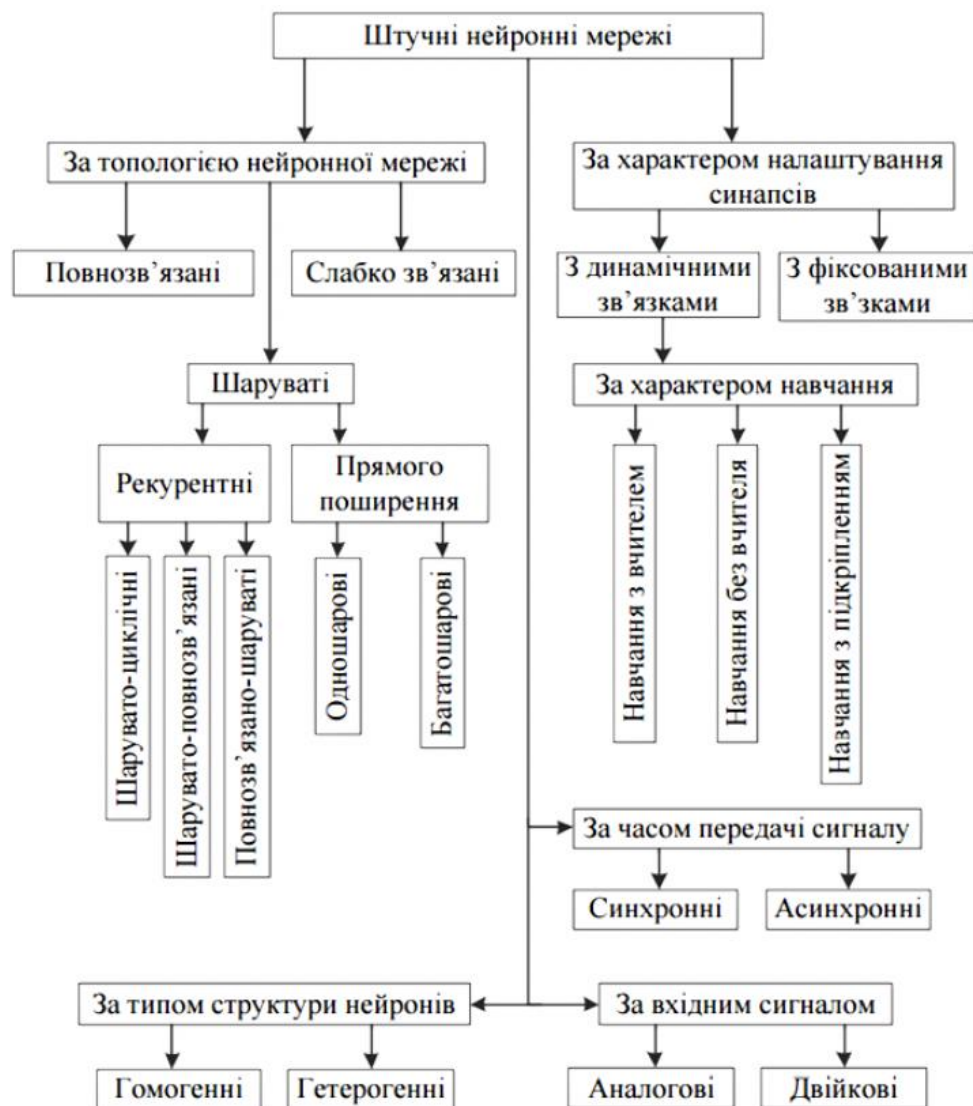 Штучні нейронні мережі
За топологією нейронної мережі
За характером налаштування
синапсів
Повнозв’язані
Слабко зв’язані
З динамічними
зв’язками
З фіксованими
зв’зками
Шаруваті
За характером навчання
Рекурентні
Прямого
поширення
Шарувато-циклічні
Шарувато-повнозв’язані
Повнозв’язано-шаруваті
Одношарові
Багатошарові
Навчання з вчителем
Навчання без вчителя
Навчання з підкріпленням
За часом передачі сигналу
Синхронні
Асинхронні
За типом структури нейронів
За вхідним сигналом
Гомогенні
Гетерогенні
Аналогові
Двійкові